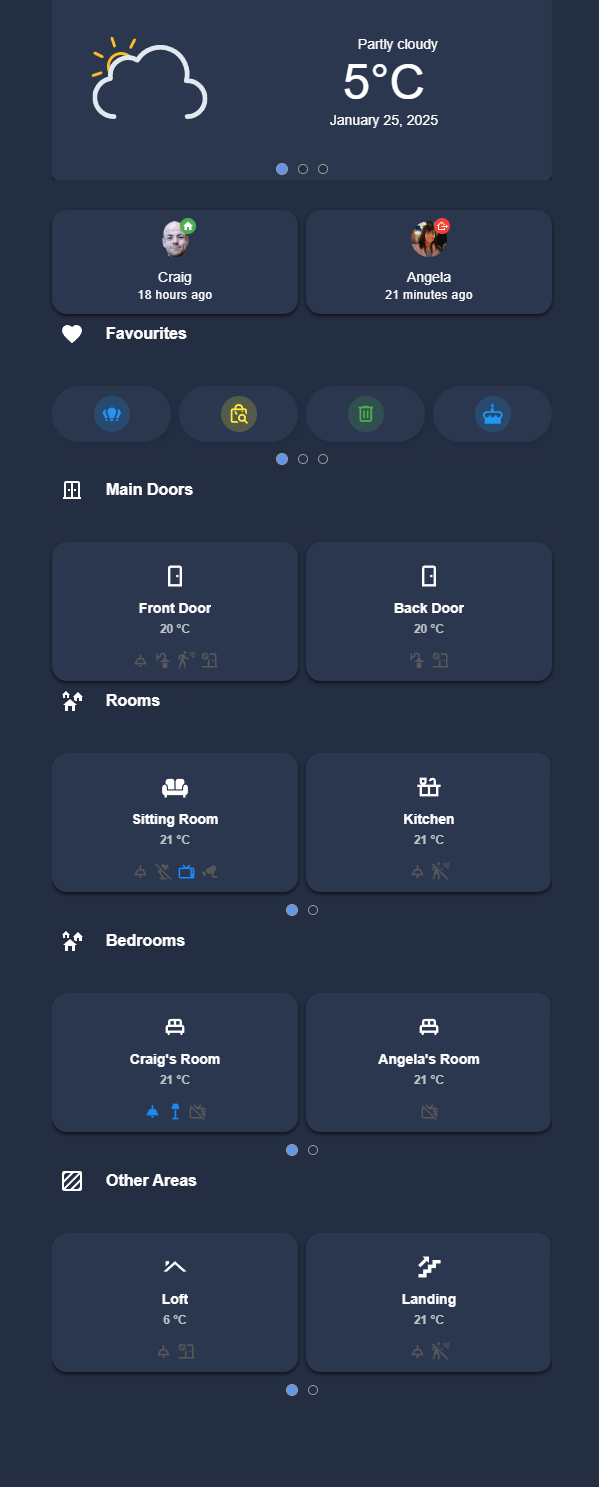 Partly cloudy
5°C
January 25, 2025
Craig
18 hours ago
Angela
21 minutes ago
Favourites
Main Doors
Front Door
20 °C
Back Door
20 °C
Rooms
Sitting Room
21 °C
Kitchen
21 °C
Bedrooms
Craig's Room
21 °C
Angela's Room
21 °C
Other Areas
Loft
6 °C
Landing
21 °C